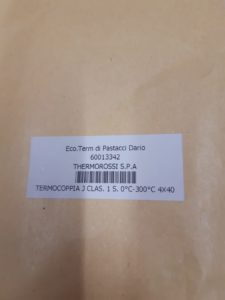 Eco.Term di Pastacci Dario
60013342
THERMOROSSI S.P.A
TERMOCOPPIA J CLAS. 1 S. 0°C-300°C 4X40